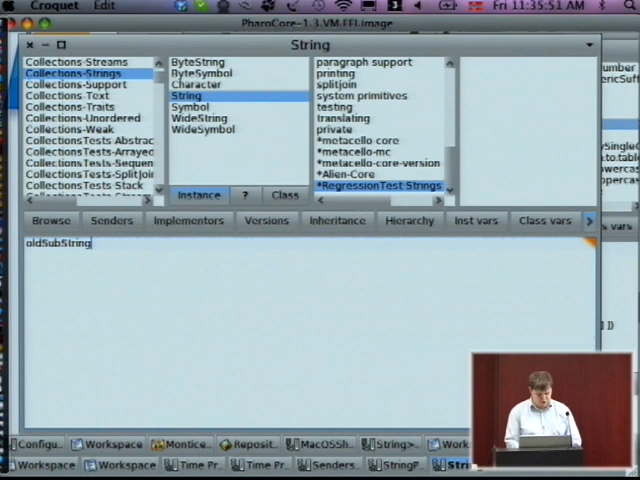 Croquet Edit Fri 11:35:51 AM
PharoCore-1.3.VM.FFI.image
String
Collections-Streams
Collections-Strings
Collections-Support
Collections-Text
Collections-Traits
Collections-Unordered
Collections-Weak
CollectionsTests-Abstrac
CollectionsTests-Arrayed
CollectionsTests-Sequen
CollectionsTests-SplitJoin
CollectionsTests-Stack
ByteString
ByteSymbol
Character
String
Symbol
WideString
WideSymbol
Instance ? Class
paragraph support
printing
splitjoin
system primitives
testing
translating
private
*metacello-core
*metacello-mc
*metacello-core-version
*Alien-Core
*RegressionTest Strings
Browse Senders Implementors Versions Inheritance Hierarchy Inst vars Class vars
oldSubString
Configu.. Workspace Montice.. Reposit.. MacOSSh.. String>..
Workspace Workspace Time Pr.. Time Pr.. Senders.. StringP..